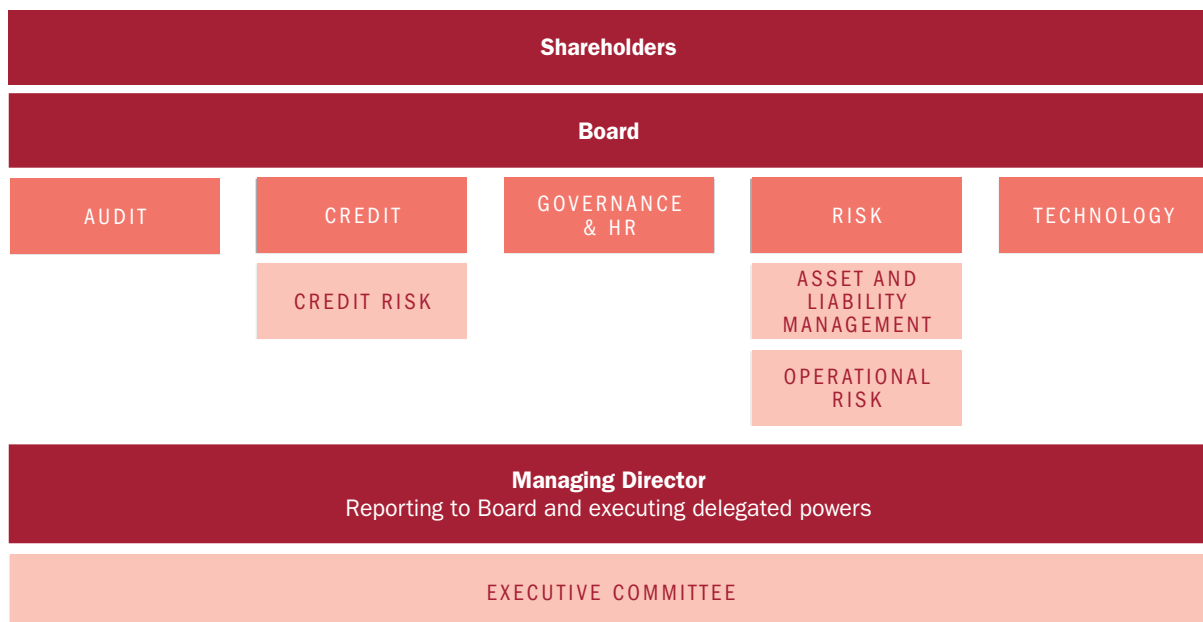 Shareholders
Board
AUDIT
CREDIT
GOVERNANCE
& HR
RISK
TECHNOLOGY
CREDIT RISK
ASSET AND
LIABILITY
MANAGEMENT
OPERATIONAL
RISK
Managing Director
Reporting to Board and executing delegated powers
EXECUTIVE COMMITTEE